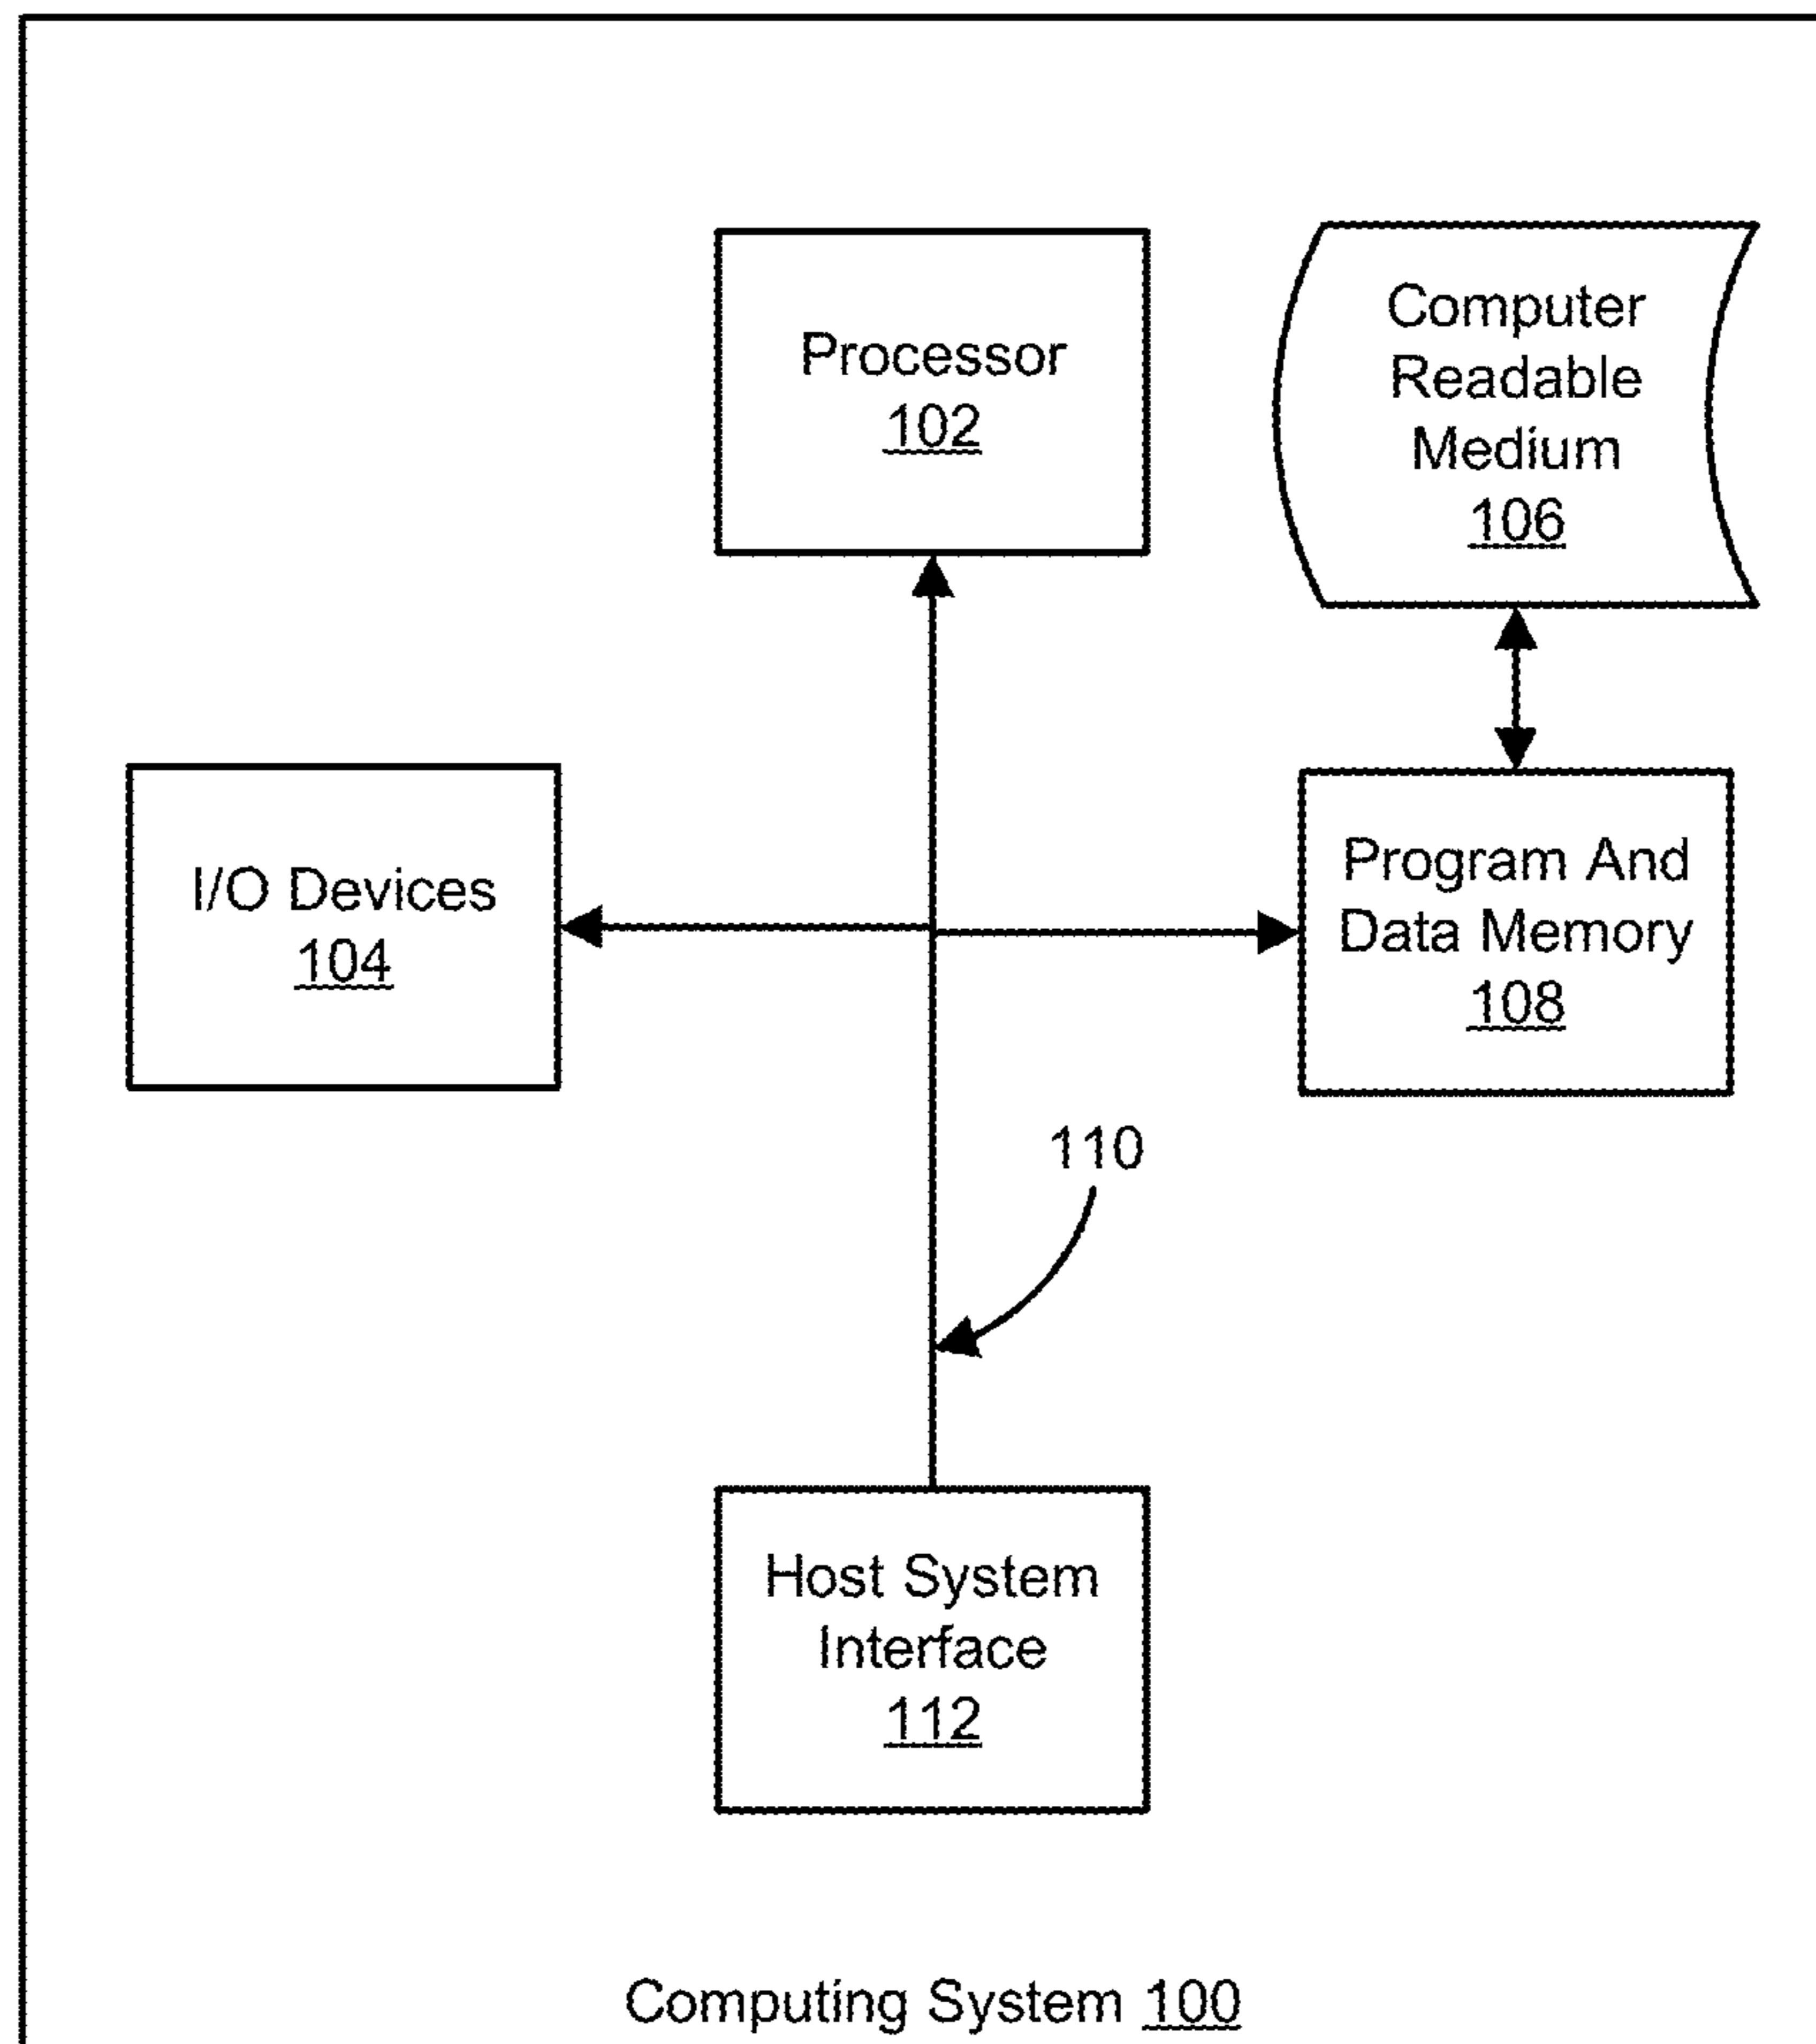 Processor
102
Computer
Readable
Medium
106
I/O Devices
104
Program And
Data Memory
108
110
Host System
Interface
112
Computing System 100